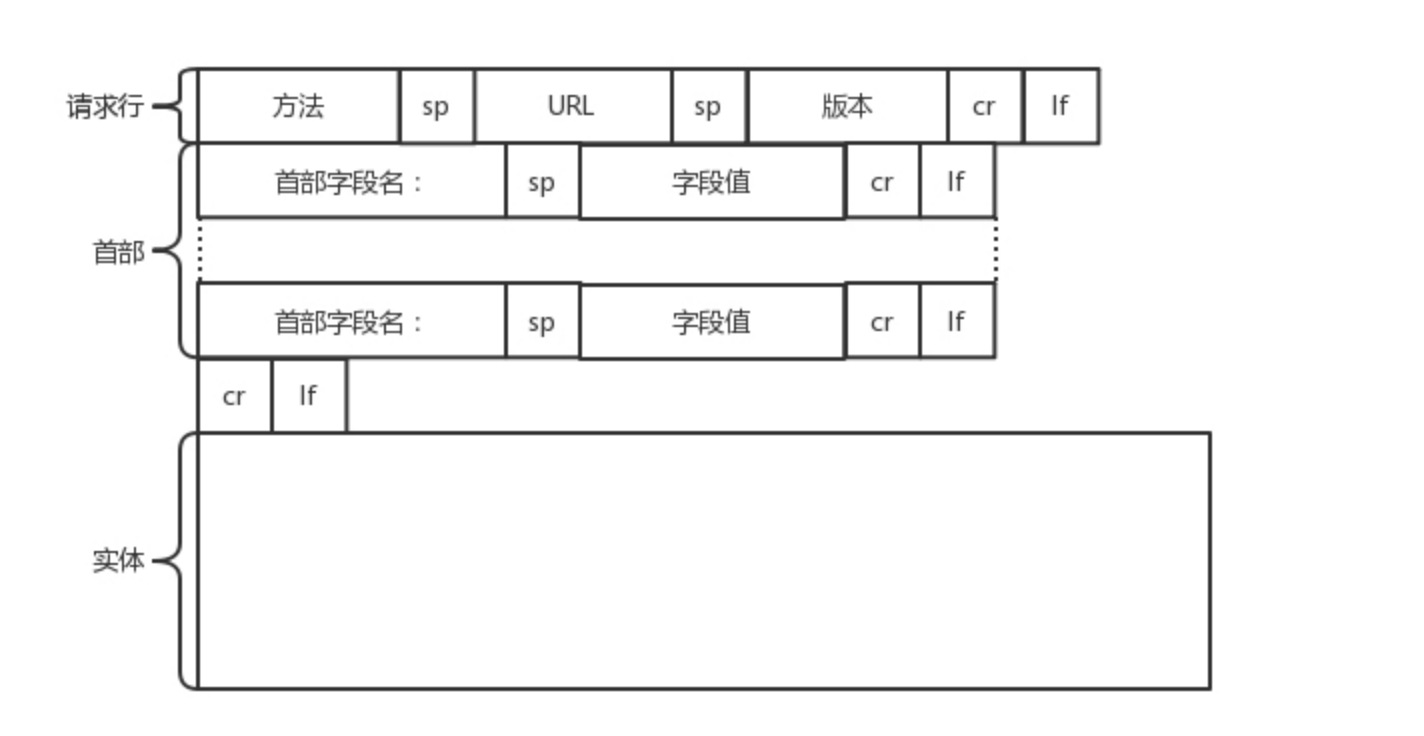 请求行 方法 sp URL sp 版本 cr lf
首部字段名： sp 字段值 cr lf
首部
首部字段名： sp 字段值 cr lf
cr lf
实体